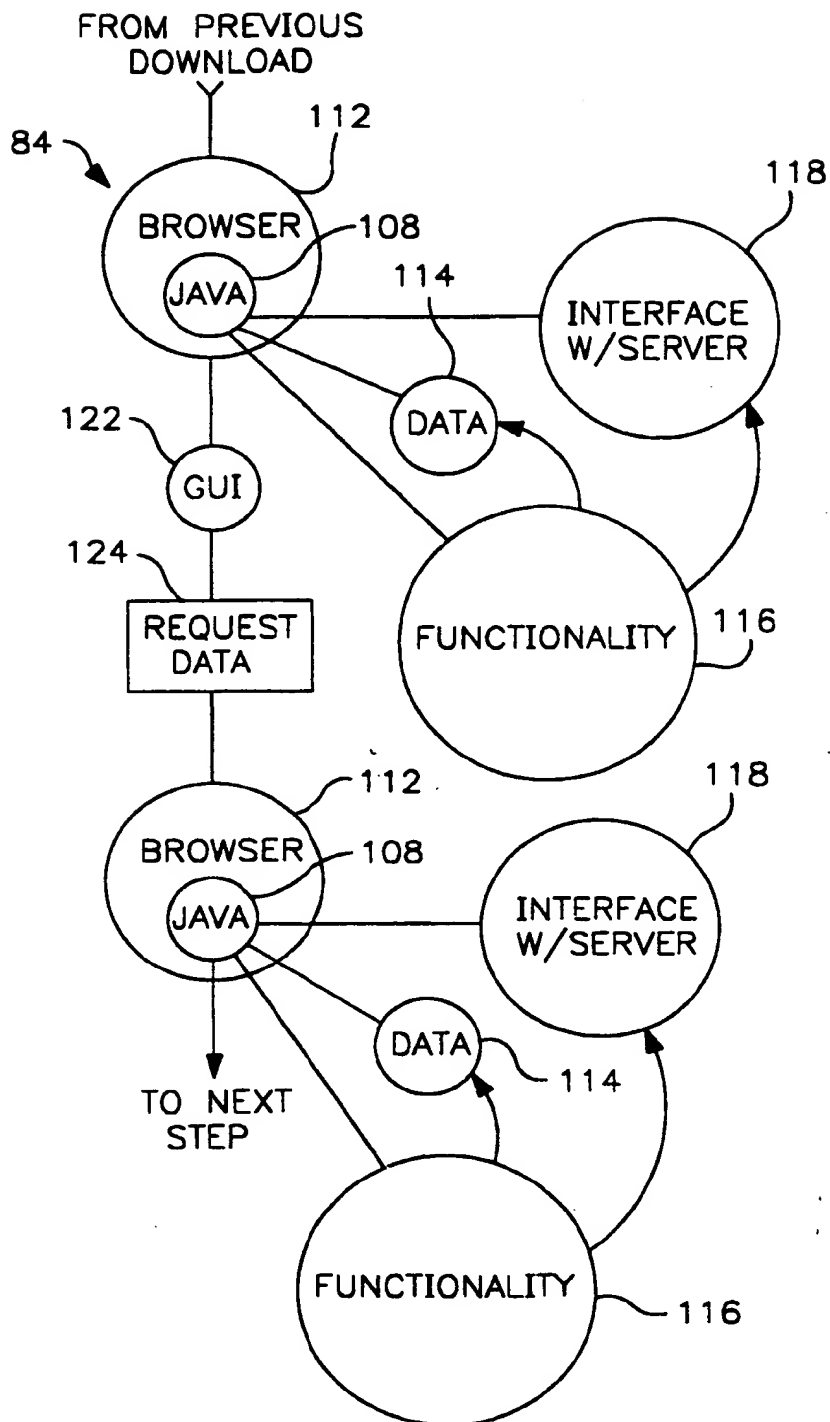 FROM PREVIOUS
DOWNLOAD
84
112
BROWSER
108
JAVA
114
118
INTERFACE
W/SERVER
DATA
122
GUI
124
REQUEST
DATA
FUNCTIONALITY
116
112
BROWSER
108
JAVA
118
INTERFACE
W/SERVER
DATA
114
TO NEXT
STEP
FUNCTIONALITY
116